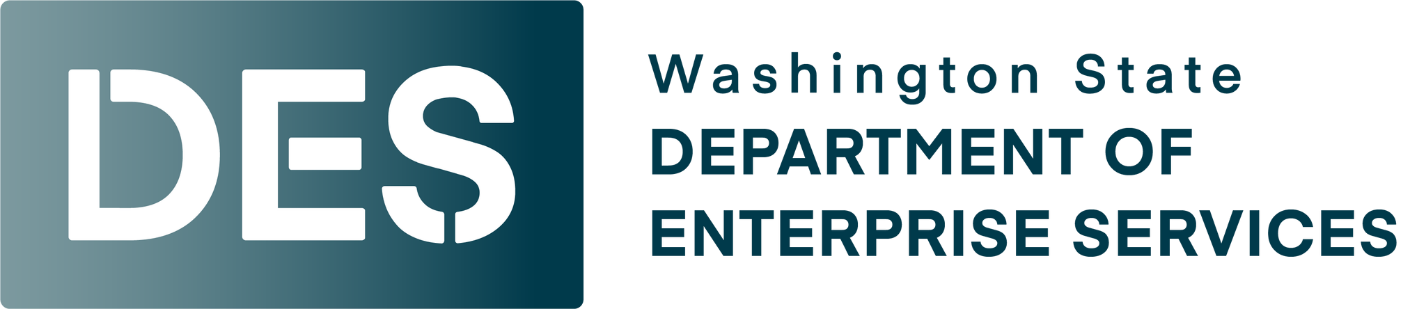 DES
Washington State
DEPARTMENT OF
ENTERPRISE SERVICES